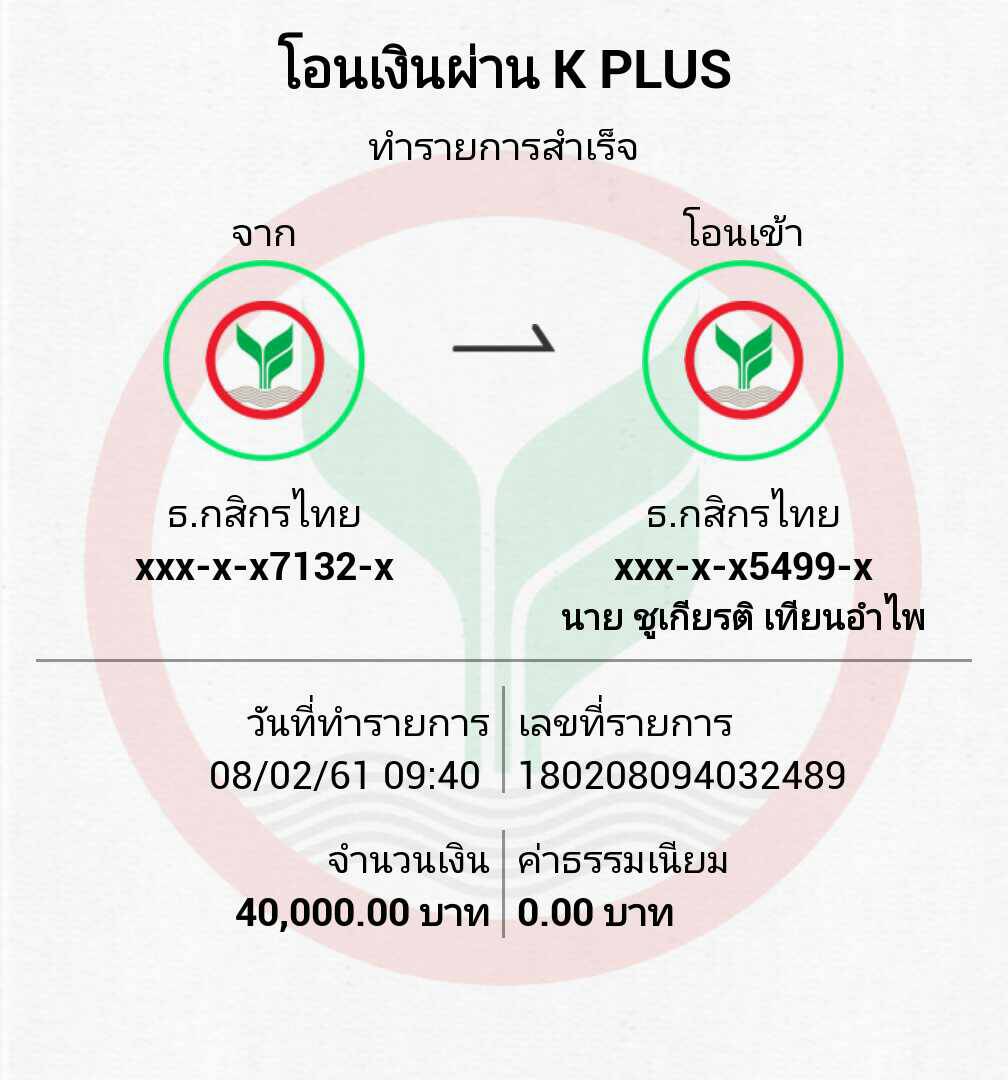 โอนเงินผ่าน K PLUS
ทำรายการสำเร็จ
จาก
โอนเข้า
ธ.กสิกรไทย
xxx-x-x7132-x
ธ.กสิกรไทย
xxx-x-x5499-x
นาย ชูเกียรติ เทียนอำไพ
วันที่ทำรายการ
08/02/61 09:40
เลขที่รายการ
180208094032489
จำนวนเงิน
40,000.00 บาท
ค่าธรรมเนียม
0.00 บาท